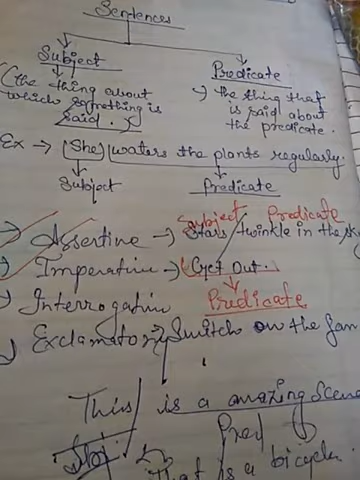 Sentences
Subject
Predicate
(the thing about
which something is
said.)
→ the thing that
is said about
the predicate.
Ex → (She) waters the plants regularly.
Subject
Predicate
Subject Predicate
Assertive → Stars / twinkle in the sky
Imperative → (Get Out.)
Interrogative
Predicate
Exclamatory → Switch on the fan
This / is a amazing Scene
Pred
Sbj.
That is a bicycle.